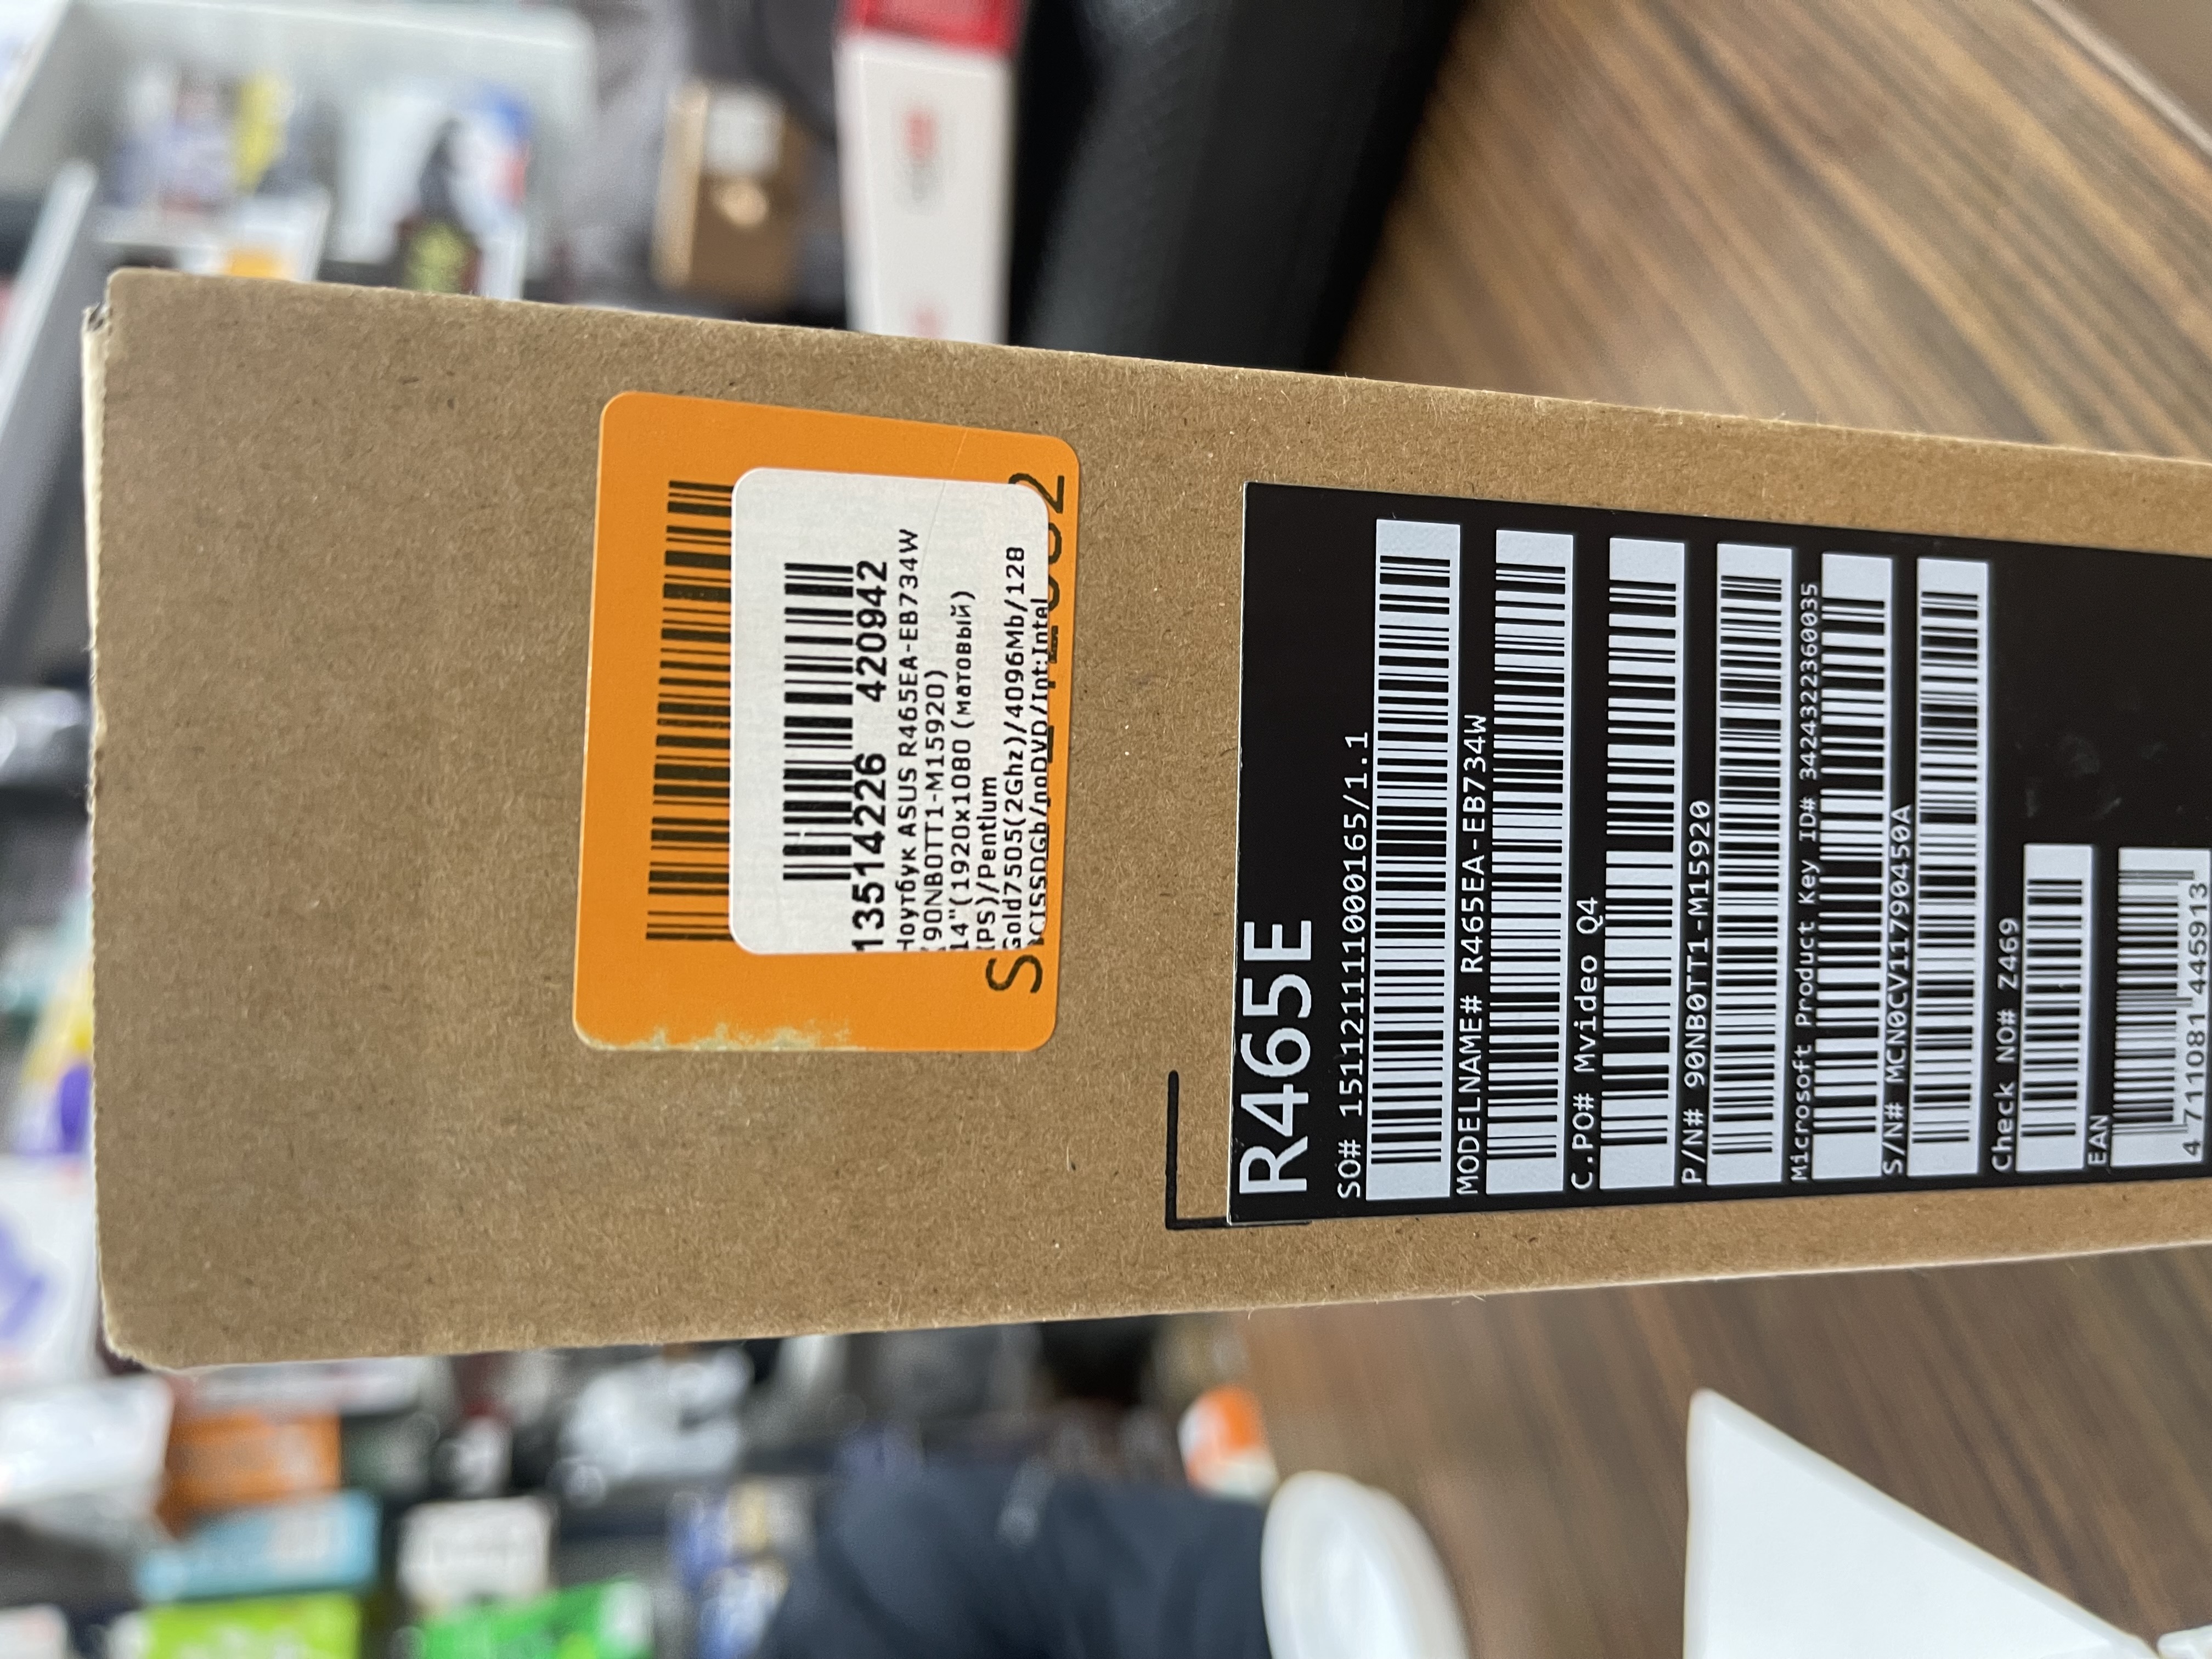 13514226 420942
Ноутбук ASUS R465EA-EB734W
90NB0TT1-M15920)
14"(1920x1080 (матовый)
IPS)/Pentium
Gold7505(2Ghz)/4096Mb/128
PCISSDGb/noDVD/Int:Intel
R465E
SO# 15112111000165/1.1
MODELNAME# R465EA-EB734W
C.PO# Mvideo Q4
P/N# 90NB0TT1-M15920
Microsoft Product Key ID# 3424322360035
S/N# MCN0CV11790450A
Check NO# Z469
EAN
4 711081 445913